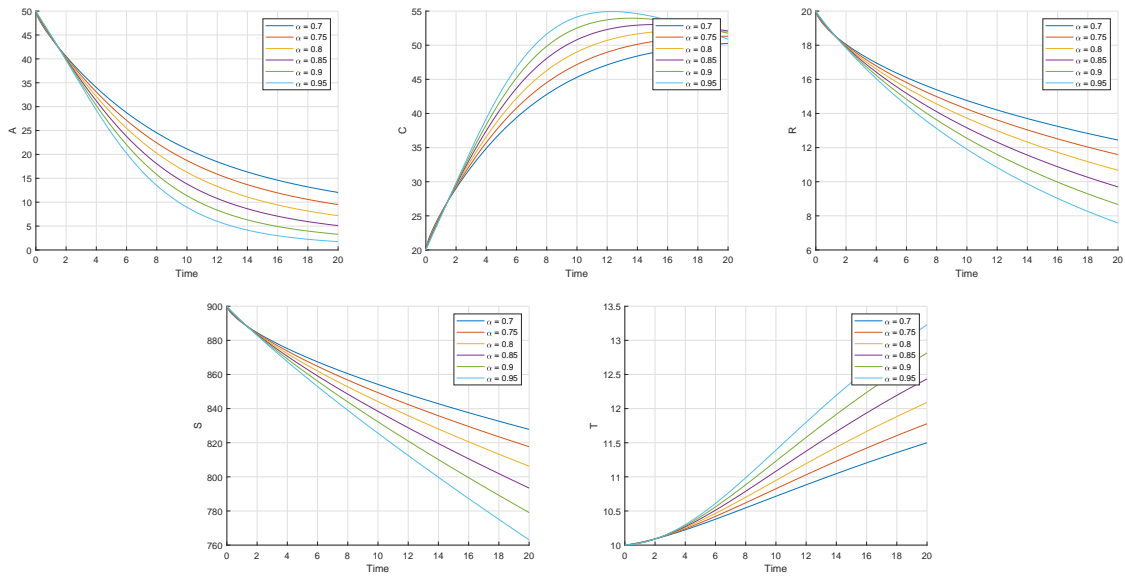 50
45
40
35
30
25
20
15
10
5
0
A
0 2 4 6 8 10 12 14 16 18 20
Time
α = 0.7
α = 0.75
α = 0.8
α = 0.85
α = 0.9
α = 0.95
55
50
45
40
35
30
25
20
C
0 2 4 6 8 10 12 14 16 18 20
Time
α = 0.7
α = 0.75
α = 0.8
α = 0.85
α = 0.9
α = 0.95
20
18
16
14
12
10
8
6
R
0 2 4 6 8 10 12 14 16 18 20
Time
α = 0.7
α = 0.75
α = 0.8
α = 0.85
α = 0.9
α = 0.95
900
880
860
840
820
800
780
760
S
0 2 4 6 8 10 12 14 16 18 20
Time
α = 0.7
α = 0.75
α = 0.8
α = 0.85
α = 0.9
α = 0.95
13.5
13
12.5
12
11.5
11
10.5
10
T
0 2 4 6 8 10 12 14 16 18 20
Time
α = 0.7
α = 0.75
α = 0.8
α = 0.85
α = 0.9
α = 0.95